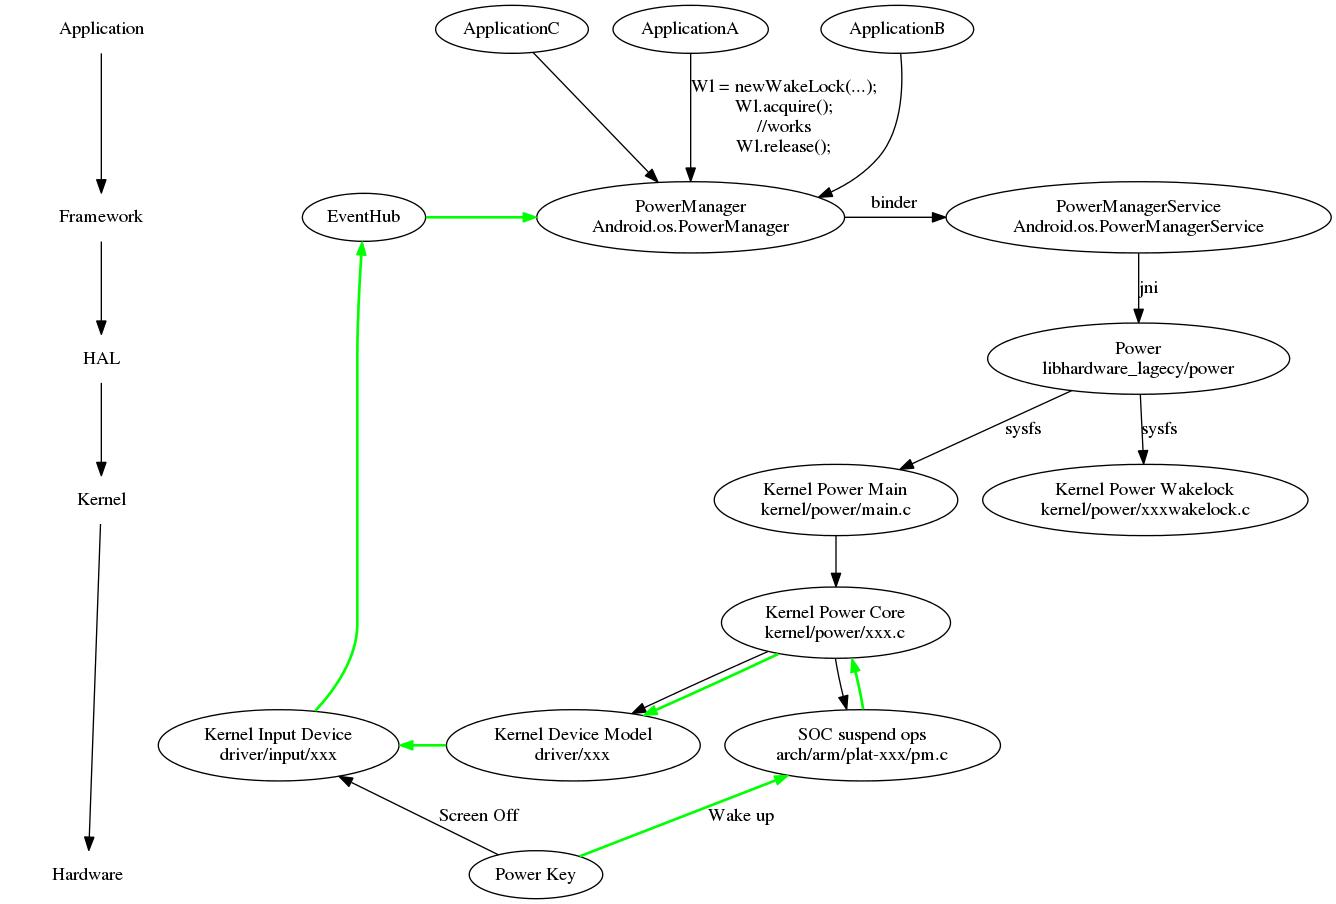 Application
ApplicationC
ApplicationA
ApplicationB
Wl = newWakeLock(...);
Wl.acquire();
//works
Wl.release();
Framework
EventHub
PowerManager
Android.os.PowerManager
binder
PowerManagerService
Android.os.PowerManagerService
jni
HAL
Power
libhardware_lagecy/power
sysfs
sysfs
Kernel
Kernel Power Main
kernel/power/main.c
Kernel Power Wakelock
kernel/power/xxxwakelock.c
Kernel Power Core
kernel/power/xxx.c
Kernel Input Device
driver/input/xxx
Kernel Device Model
driver/xxx
SOC suspend ops
arch/arm/plat-xxx/pm.c
Screen Off
Wake up
Hardware
Power Key